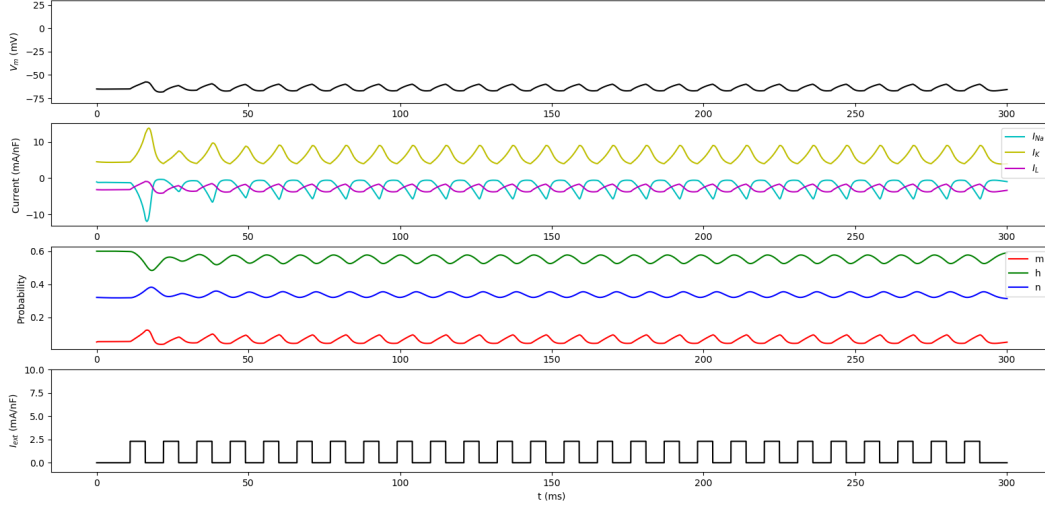 25
0
−25
−50
−75
V_m (mV)
0 50 100 150 200 250 300
10
0
−10
Current (mA/nF)
I_Na
I_K
I_L
0 50 100 150 200 250 300
0.6
0.4
0.2
Probability
m
h
n
0 50 100 150 200 250 300
10.0
7.5
5.0
2.5
0.0
I_ext (mA/nF)
0 50 100 150 200 250 300
t (ms)